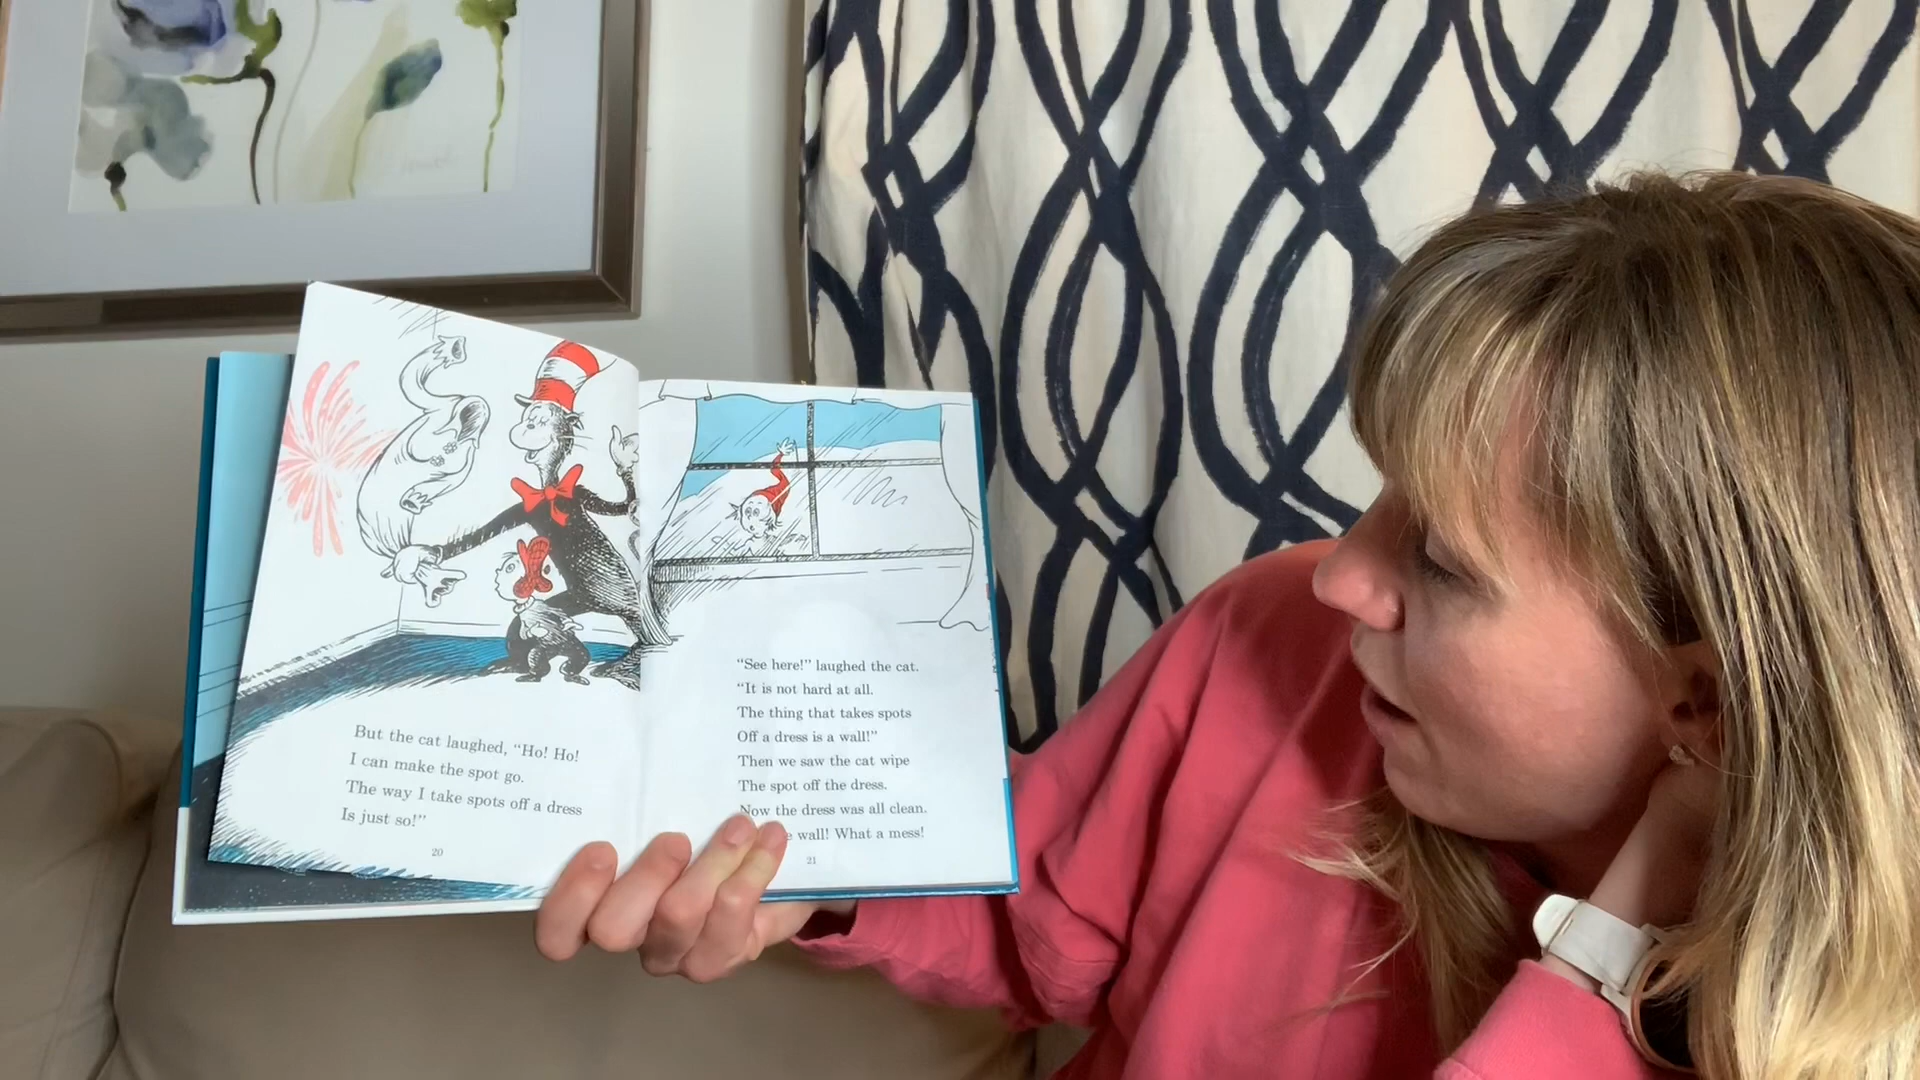 But the cat laughed, “Ho! Ho!
I can make the spot go.
The way I take spots off a dress
Is just so!”
20
“See here!” laughed the cat.
“It is not hard at all.
The thing that takes spots
Off a dress is a wall!”
Then we saw the cat wipe
The spot off the dress.
Now the dress was all clean.
wall! What a mess!
21